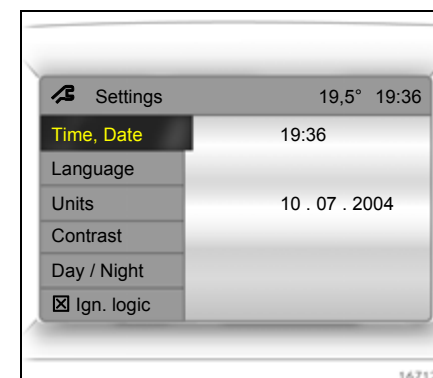 Settings 19,5° 19:36
Time, Date 19:36
Language
Units 10 . 07 . 2004
Contrast
Day / Night
Ign. logic